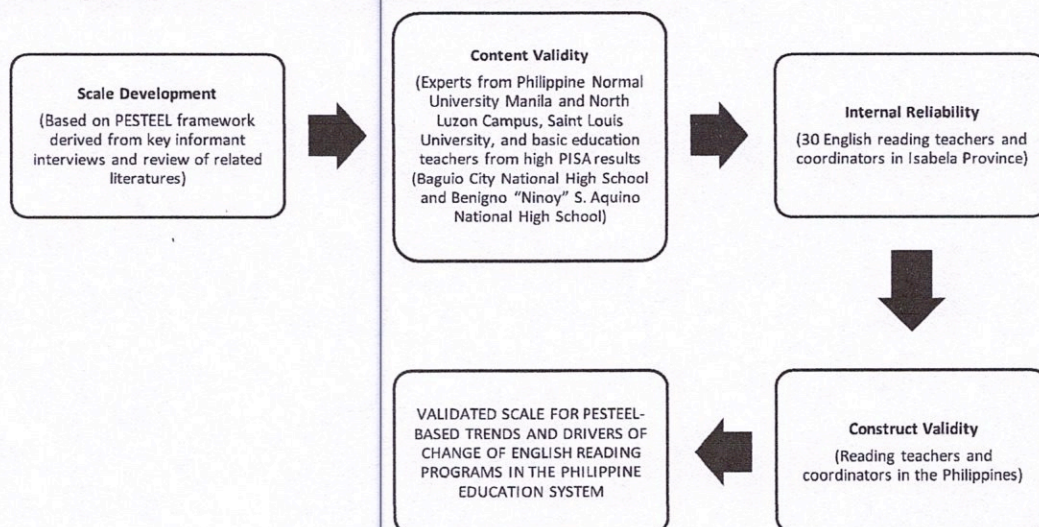 Scale Development
(Based on PESTEEL framework
derived from key informant
interviews and review of related
literatures)
Content Validity
(Experts from Philippine Normal
University Manila and North
Luzon Campus, Saint Louis
University, and basic education
teachers from high PISA results
(Baguio City National High School
and Benigno “Ninoy” S. Aquino
National High School)
Internal Reliability
(30 English reading teachers and
coordinators in Isabela Province)
Construct Validity
(Reading teachers and
coordinators in the Philippines)
VALIDATED SCALE FOR PESTEEL-
BASED TRENDS AND DRIVERS OF
CHANGE OF ENGLISH READING
PROGRAMS IN THE PHILIPPINE
EDUCATION SYSTEM